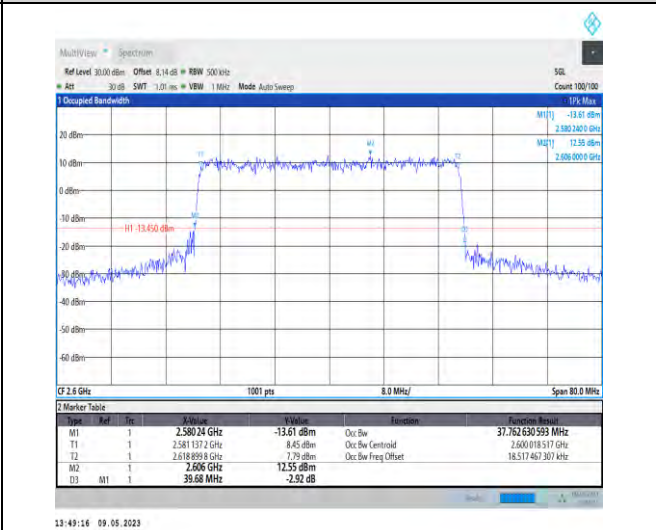 MultiView Spectrum
Ref Level 30.00 dBm Offset 8.14 dB RBW 500 kHz SGL
Att 30 dB SWT 1.01 ms VBW 1 MHz Mode Auto Sweep Count 100/100
1 Occupied Bandwidth 1Pk Max
M1[1] -13.61 dBm
2.580 240 0 GHz
M2[1] 12.55 dBm
2.606 000 0 GHz
20 dBm
10 dBm
0 dBm
-10 dBm
-20 dBm
-30 dBm
-40 dBm
-50 dBm
-60 dBm
T1
M2
T2
H1 -13.450 dBm
CF 2.6 GHz 1001 pts 8.0 MHz/ Span 80.0 MHz
2 Marker Table
Type Ref Trc X-Value Y-Value Function Function Result
M1 1 2.580 24 GHz -13.61 dBm Occ Bw 37.762 630 593 MHz
T1 1 2.581 137 2 GHz 8.45 dBm Occ Bw Centroid 2.600 018 517 GHz
T2 1 2.618 899 8 GHz 7.79 dBm Occ Bw Freq Offset 18.517 467 307 kHz
M2 1 2.606 GHz 12.55 dBm
D3 M1 1 39.68 MHz -2.92 dB
13:49:16 09.05.2023